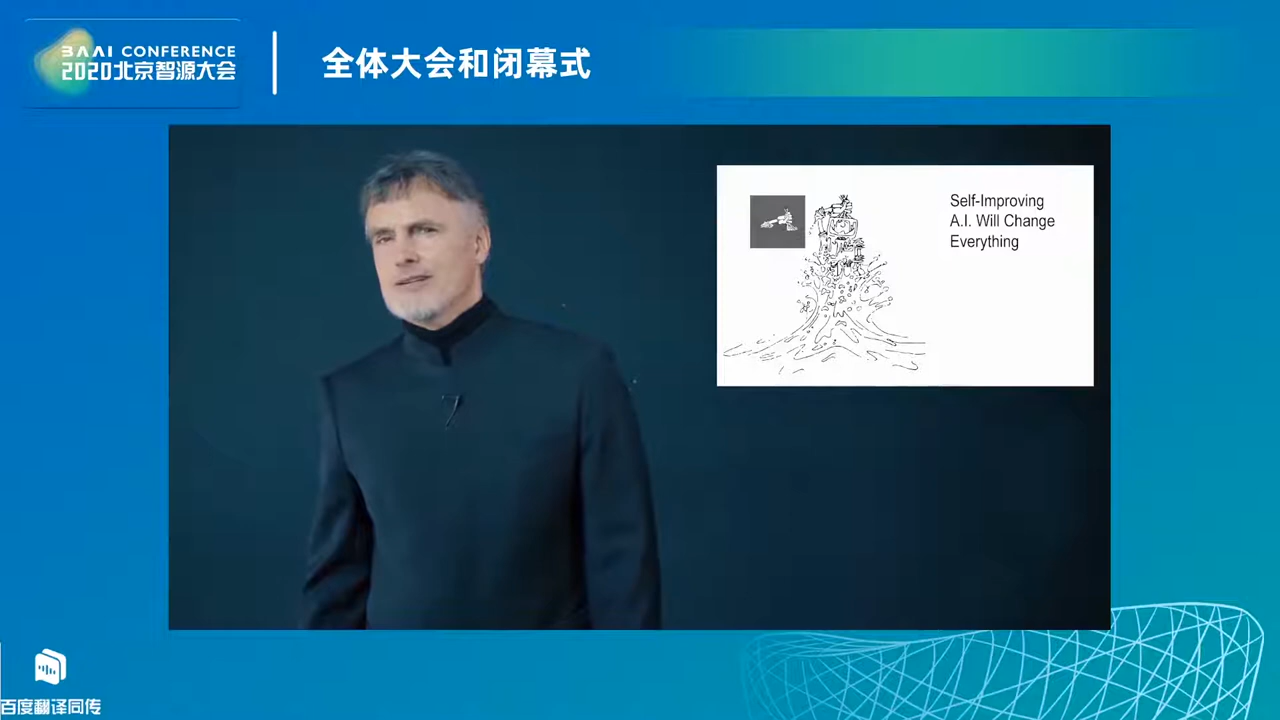 BAAI CONFERENCE
2020北京智源大会
全体大会和闭幕式
Self-Improving
A.I. Will Change
Everything
百度翻译同传